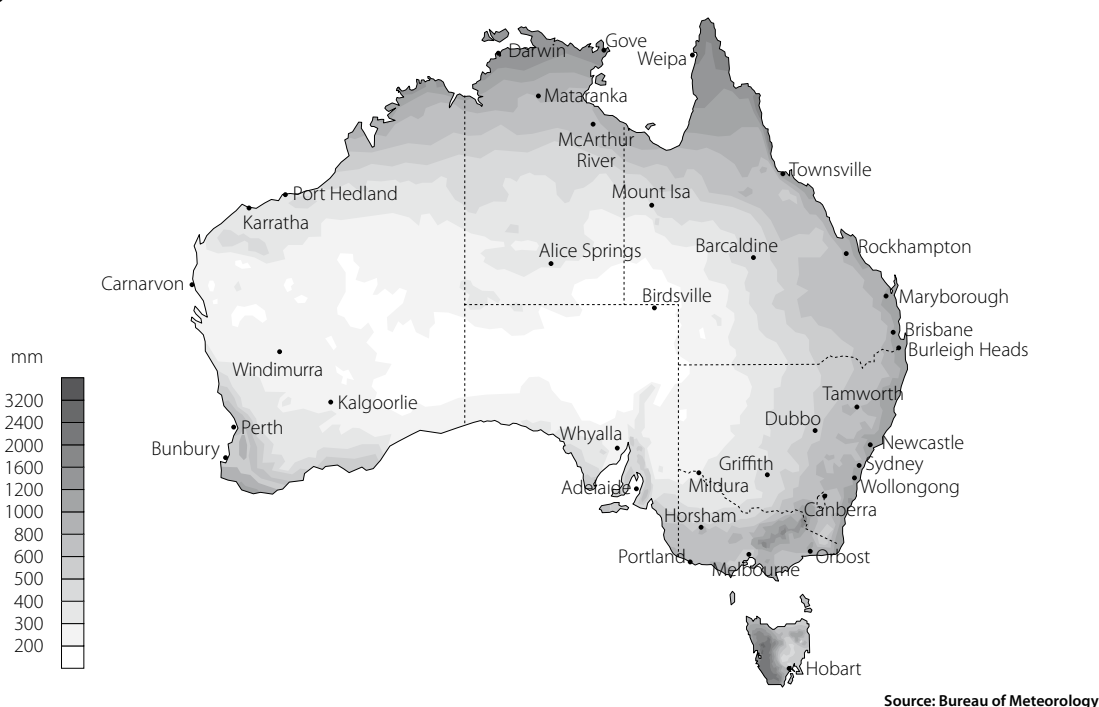 Gove
Darwin
Weipa
Mataranka
McArthur
River
Townsville
Mount Isa
Port Hedland
Karratha
Barcaldine
Rockhampton
Alice Springs
Carnarvon
Birdsville
Maryborough
Brisbane
Burleigh Heads
Windimurra
Tamworth
Kalgoorlie
Dubbo
Perth
Whyalla
Newcastle
Bunbury
Griffith
Sydney
Mildura
Wollongong
Adelaide
Canberra
Horsham
Portland
Melbourne
Orbost
Hobart
mm
3200
2400
2000
1600
1200
1000
800
600
500
400
300
200
Source: Bureau of Meteorology